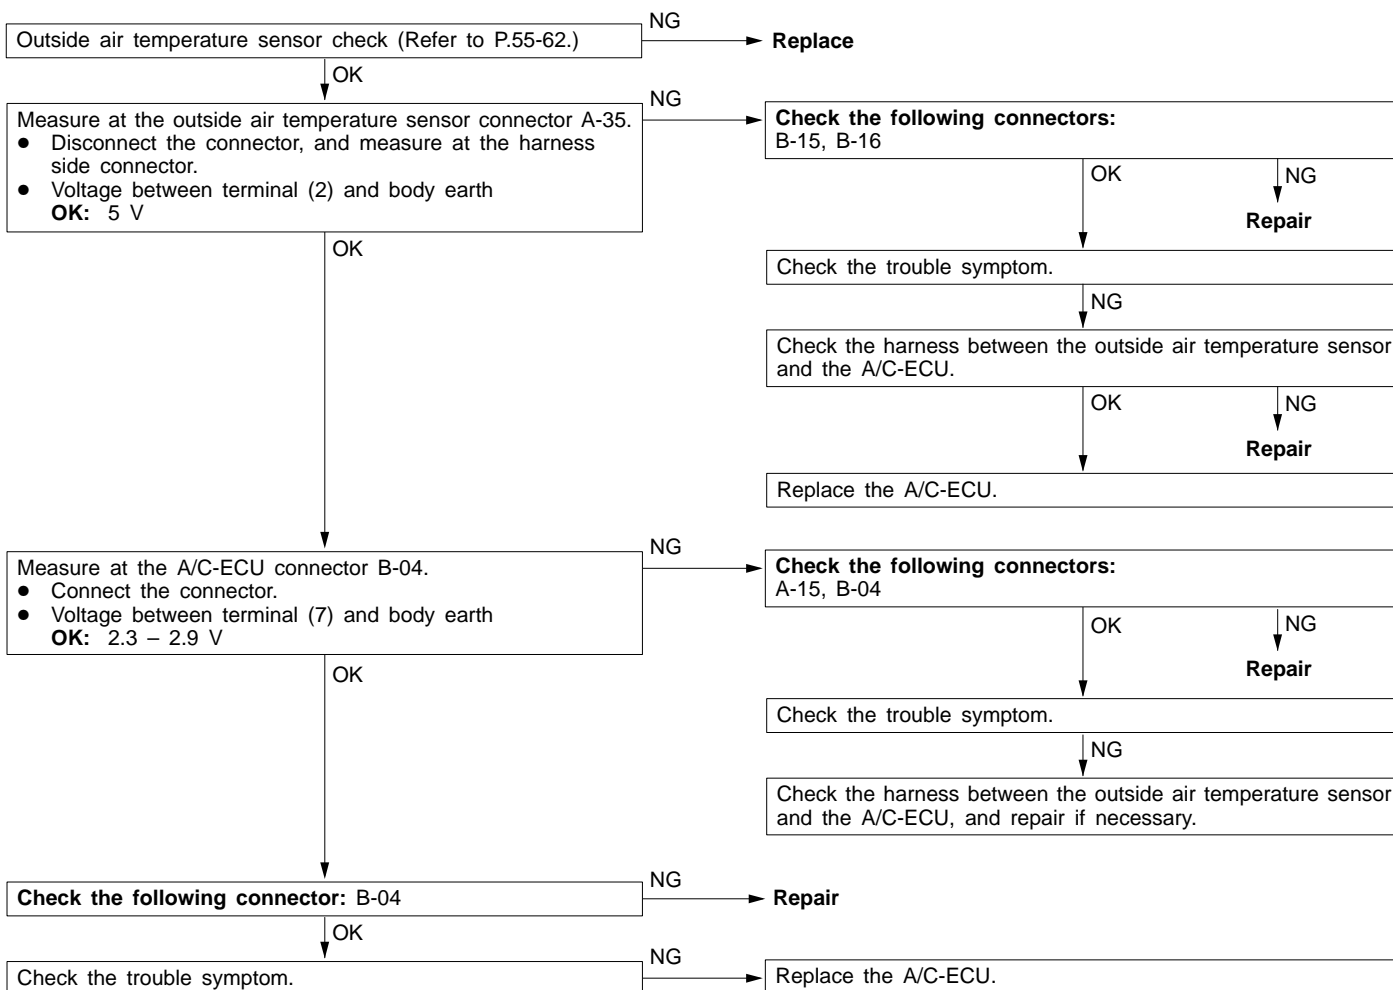 NG
Outside air temperature sensor check (Refer to P.55-62.)
Replace
OK
NG
Measure at the outside air temperature sensor connector A-35.
● Disconnect the connector, and measure at the harness
side connector.
● Voltage between terminal (2) and body earth
OK: 5 V
Check the following connectors:
B-15, B-16
OK
NG
Repair
OK
Check the trouble symptom.
NG
Check the harness between the outside air temperature sensor
and the A/C-ECU.
OK
NG
Repair
Replace the A/C-ECU.
NG
Measure at the A/C-ECU connector B-04.
● Connect the connector.
● Voltage between terminal (7) and body earth
OK: 2.3 – 2.9 V
Check the following connectors:
A-15, B-04
OK
NG
Repair
OK
Check the trouble symptom.
NG
Check the harness between the outside air temperature sensor
and the A/C-ECU, and repair if necessary.
NG
Check the following connector: B-04
Repair
OK
NG
Check the trouble symptom.
Replace the A/C-ECU.